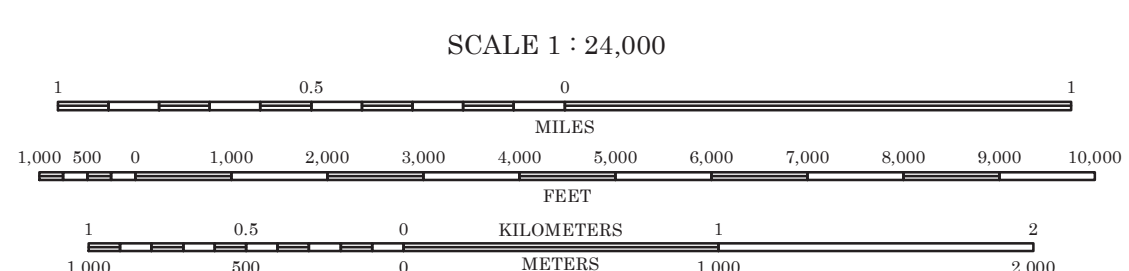 SCALE 1 : 24,000
1 0.5 0 1
MILES
1,000 500 0 1,000 2,000 3,000 4,000 5,000 6,000 7,000 8,000 9,000 10,000
FEET
1 0.5 0 KILOMETERS 1 2
1,000 500 0 METERS 1,000 2,000